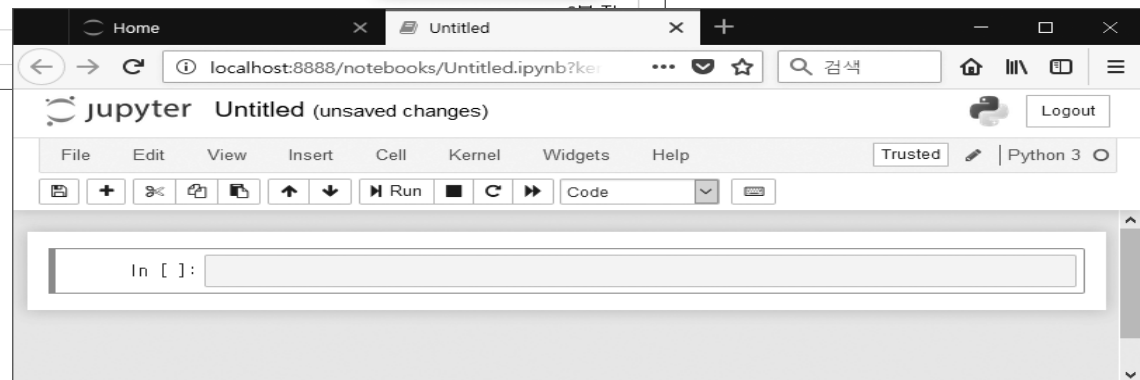 Home Untitled
localhost:8888/notebooks/Untitled.ipynb?ke 검색
jupyter Untitled (unsaved changes) Logout
File Edit View Insert Cell Kernel Widgets Help Trusted Python 3
Run Code
In [ ]: